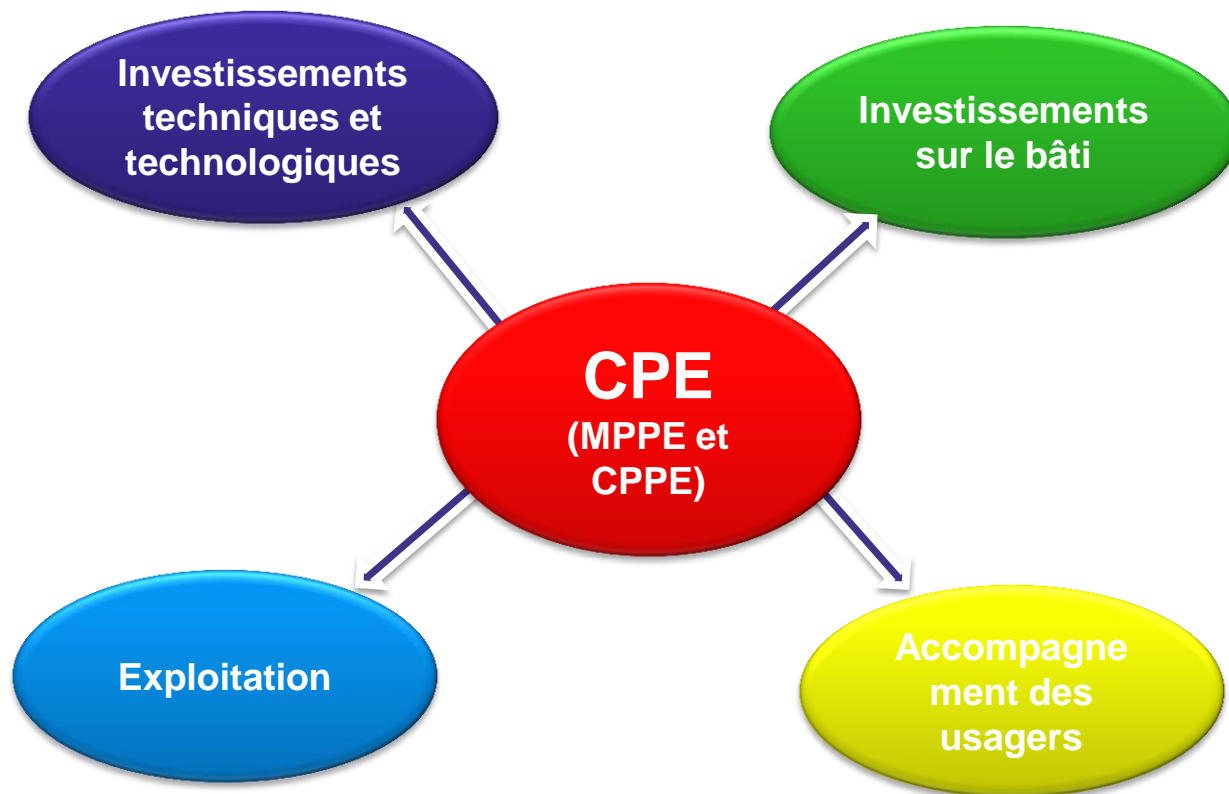 Investissements
techniques et
technologiques
Investissements
sur le bâti
CPE
(MPPE et
CPPE)
Exploitation
Accompagne
ment des
usagers